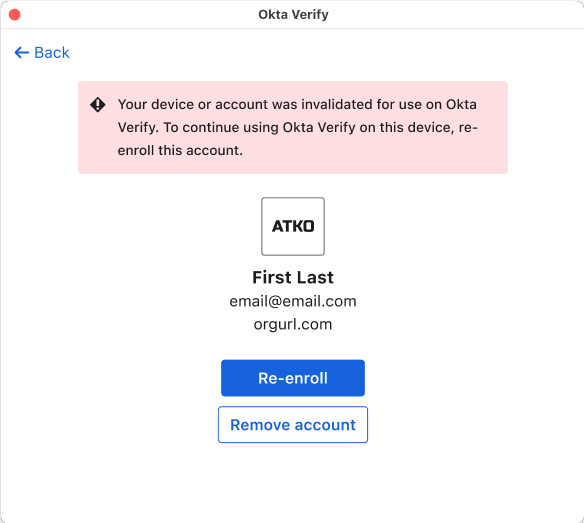 Okta Verify
← Back
Your device or account was invalidated for use on Okta
Verify. To continue using Okta Verify on this device, re-
enroll this account.
ATKO
First Last
email@email.com
orgurl.com
Re-enroll
Remove account